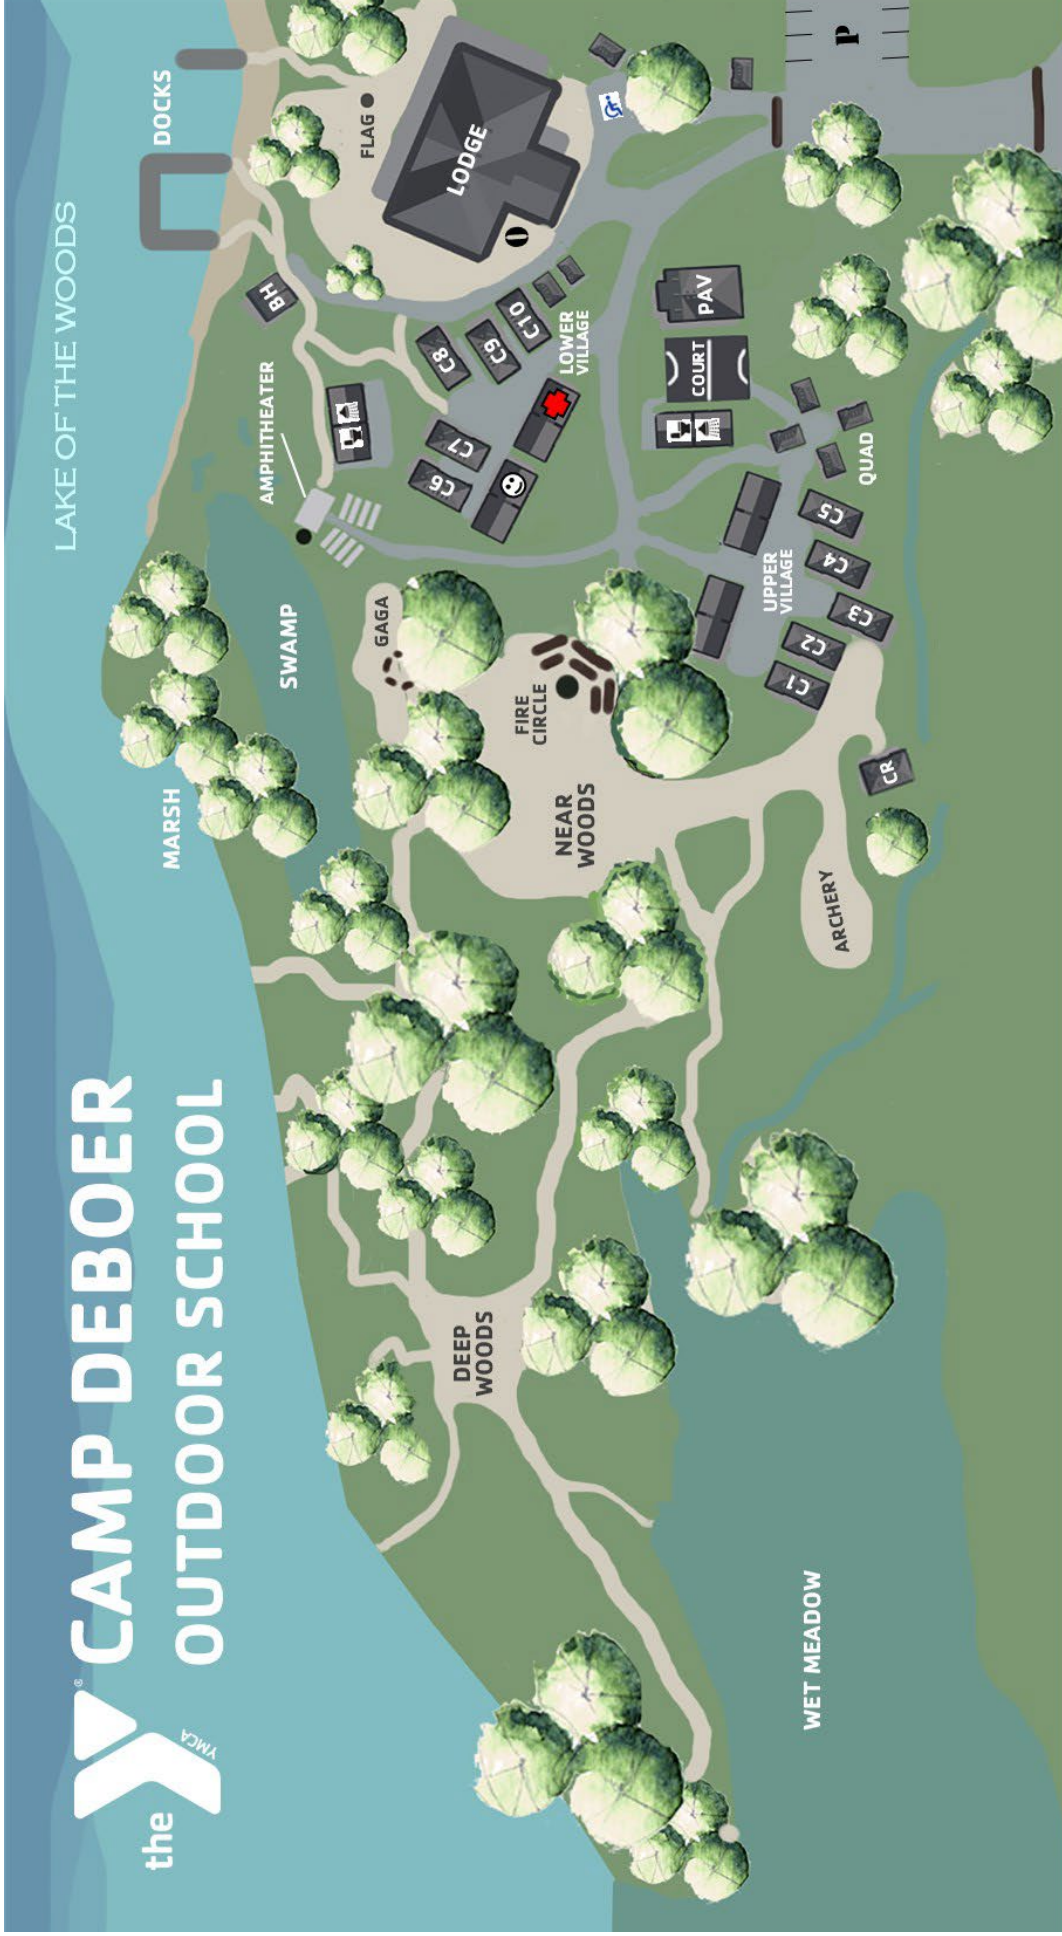 the
YMCA
®
CAMP DEBOER
OUTDOOR SCHOOL
LAKE OF THE WOODS
MARSH
SWAMP
AMPHITHEATER
DOCKS
BH
FLAG
LODGE
O
GAGA
C6
C7
C8
C9
C10
LOWER
VILLAGE
FIRE
CIRCLE
NEAR
WOODS
DEEP
WOODS
COURT
PAV
P
UPPER
VILLAGE
QUAD
C1
C2
C3
C4
C5
CR
ARCHERY
WET MEADOW